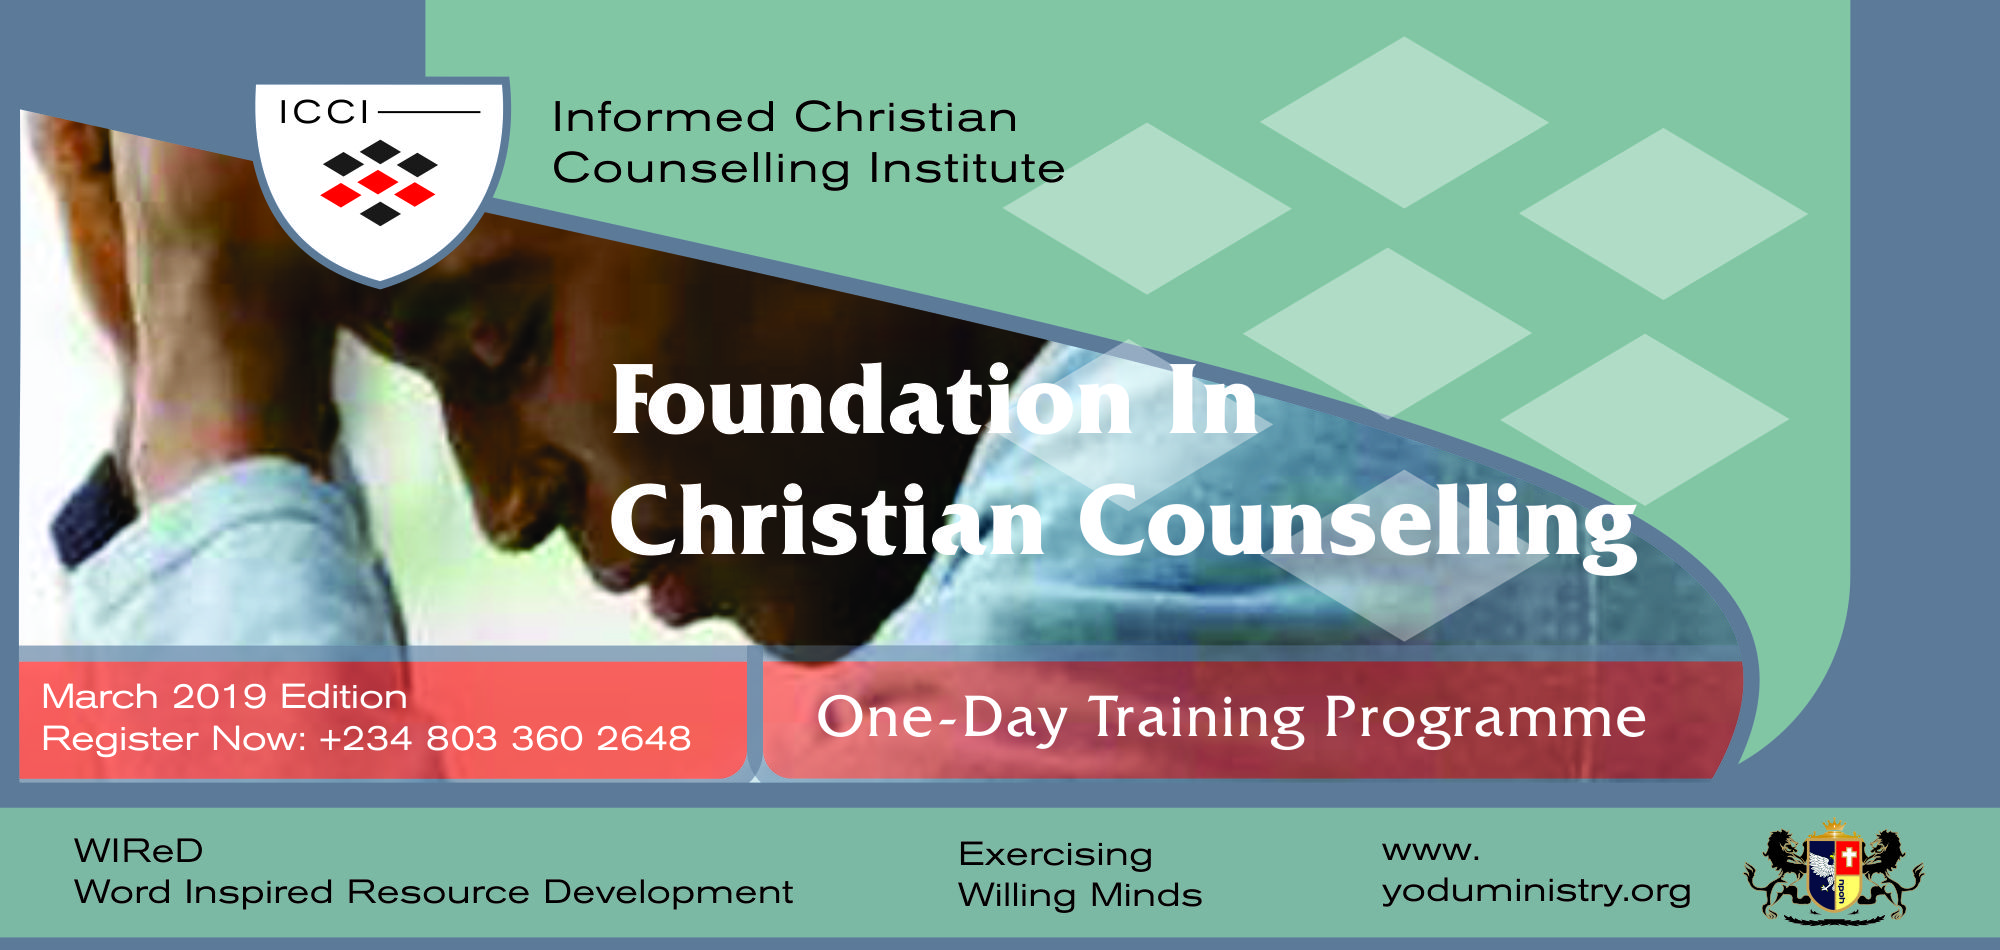 ICCI
Informed Christian
Counselling Institute
Foundation In
Christian Counselling
March 2019 Edition
Register Now: +234 803 360 2648
One-Day Training Programme
WIReD
Word Inspired Resource Development
Exercising
Willing Minds
www.
yoduministry.org